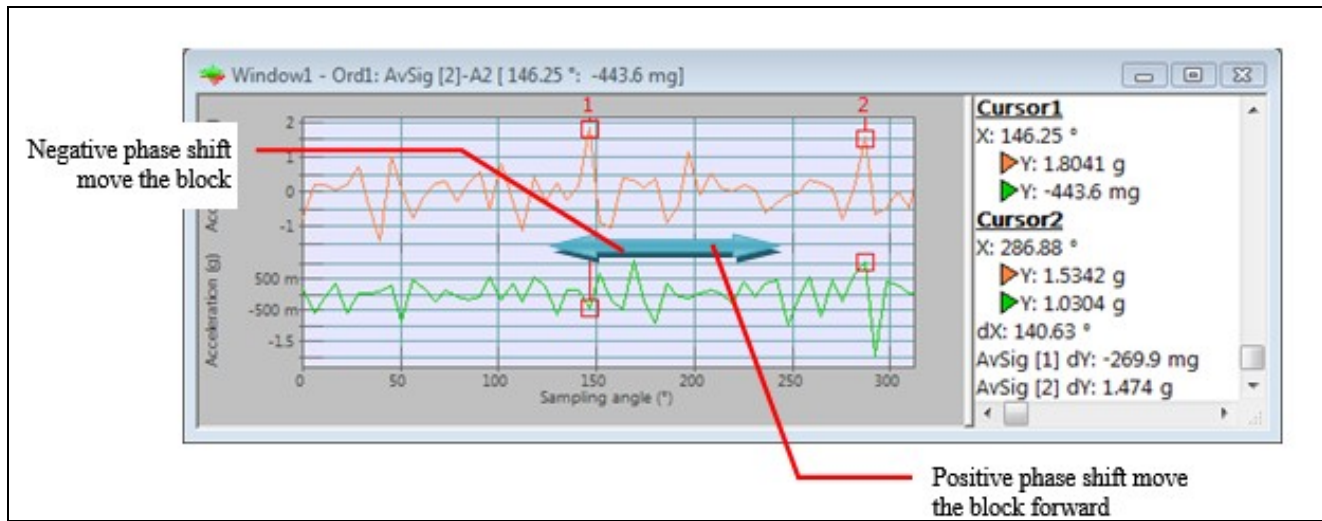 Window1 - Ord1: AvSig [2]-A2 [ 146.25 °:  -443.6 mg]
Negative phase shift
move the block
1
2
2
1
0
-1
500 m
-500 m
-1.5
Acceleration (g)
0
50
100
150
200
250
300
Sampling angle (°)
Cursor1
X: 146.25 °
Y: 1.8041 g
Y: -443.6 mg
Cursor2
X: 286.88 °
Y: 1.5342 g
Y: 1.0304 g
dX: 140.63 °
AvSig [1] dY: -269.9 mg
AvSig [2] dY: 1.474 g
Positive phase shift move
the block forward